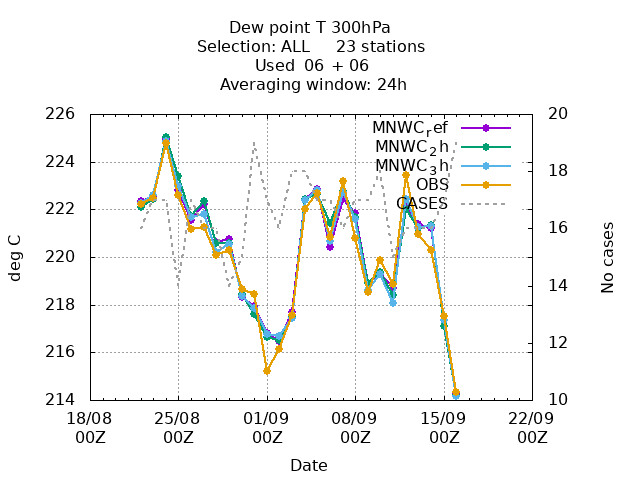 Dew point T 300hPa
Selection: ALL     23 stations
Used  06 + 06
Averaging window: 24h
226
224
222
220
218
216
214
deg C
20
18
16
14
12
10
No cases
MNWC_ref
MNWC_2h
MNWC_3h
OBS
CASES
18/08 25/08 01/09 08/09 15/09 22/09
00Z 00Z 00Z 00Z 00Z 00Z
Date